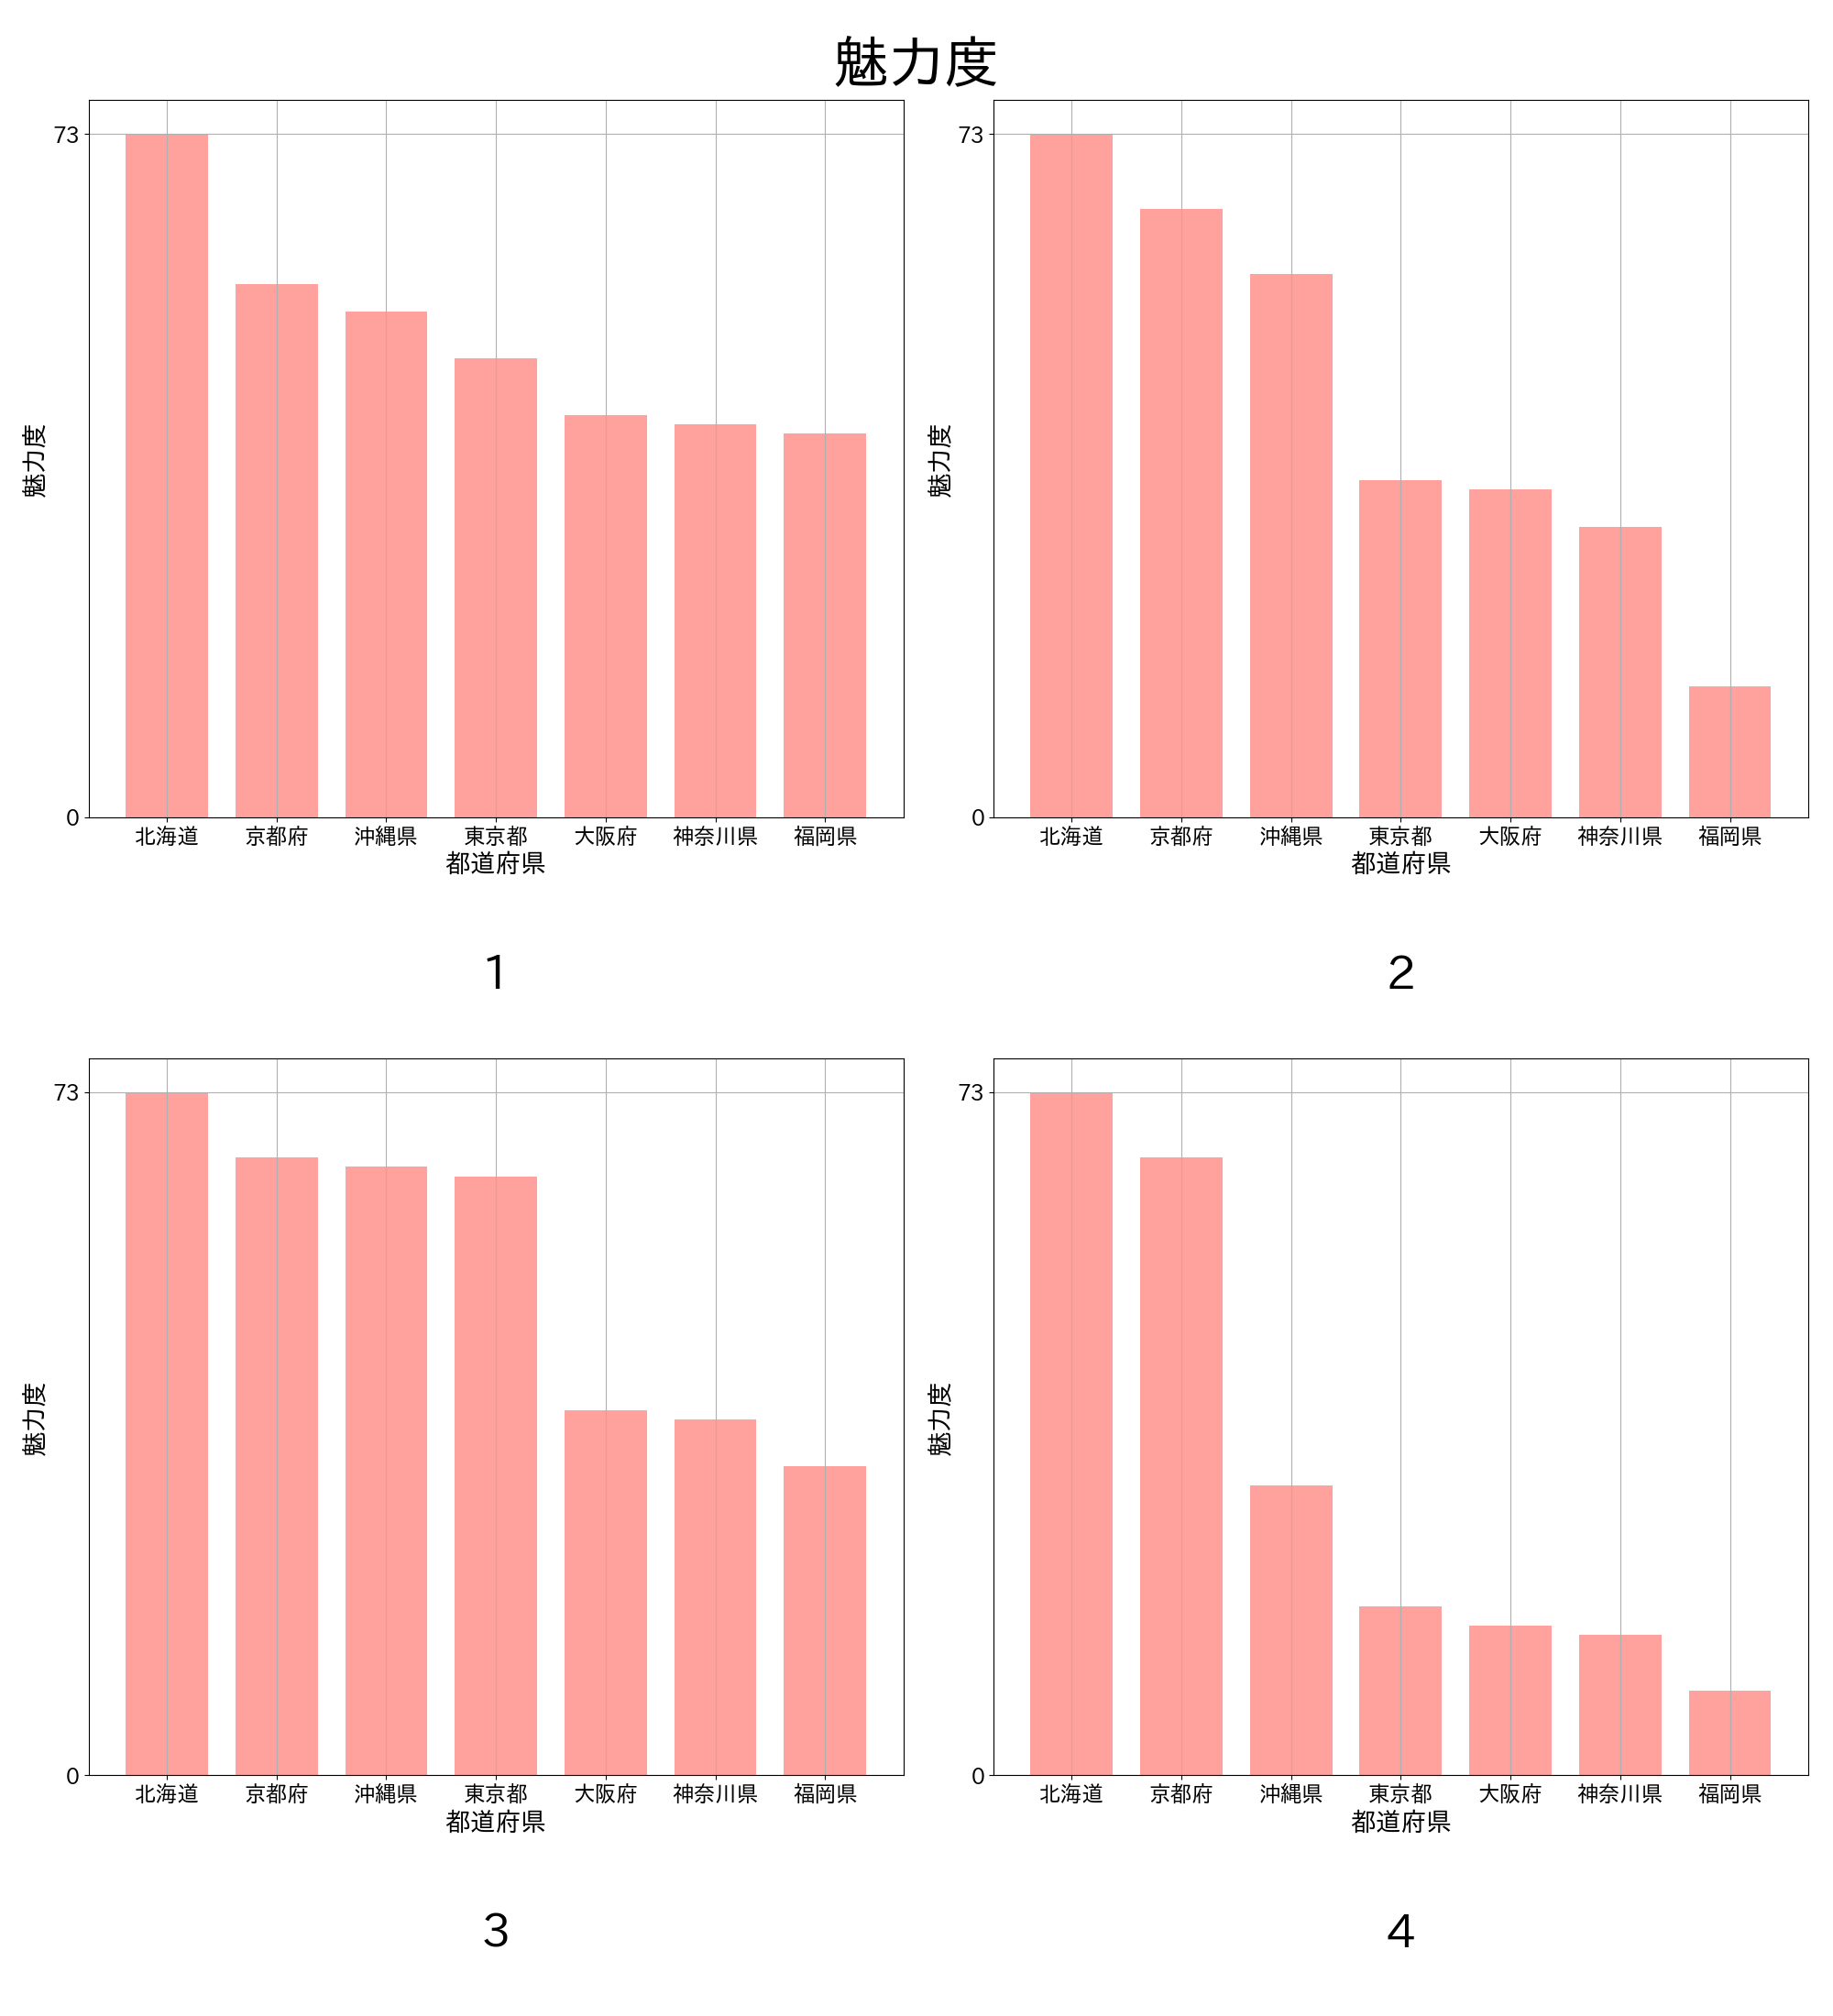 魅力度
73
0
魅力度
北海道 京都府 沖縄県 東京都 大阪府 神奈川県 福岡県
都道府県
1
73
0
魅力度
北海道 京都府 沖縄県 東京都 大阪府 神奈川県 福岡県
都道府県
2
73
0
魅力度
北海道 京都府 沖縄県 東京都 大阪府 神奈川県 福岡県
都道府県
3
73
0
魅力度
北海道 京都府 沖縄県 東京都 大阪府 神奈川県 福岡県
都道府県
4